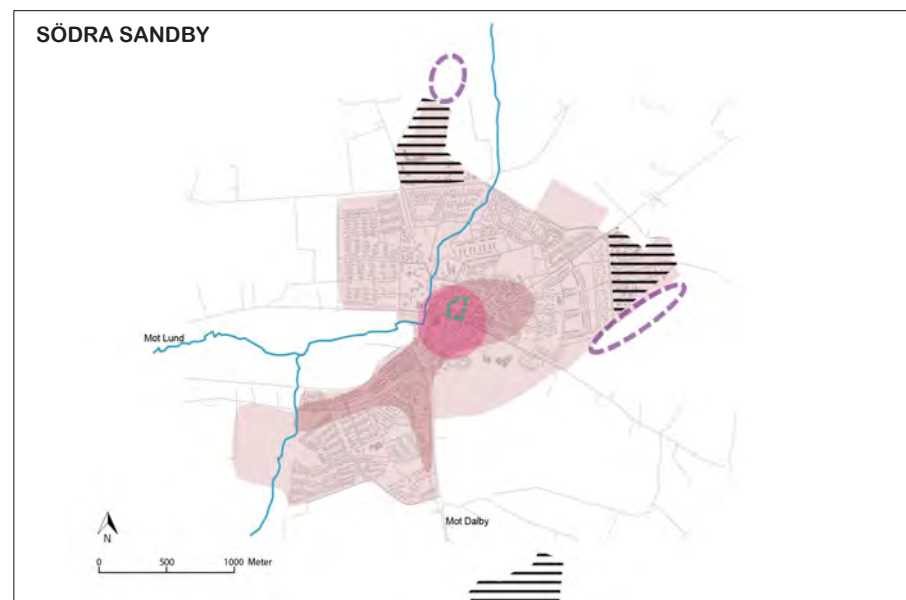 SÖDRA SANDBY
Mot Lund
Mot Dalby
N
0 500 1000 Meter